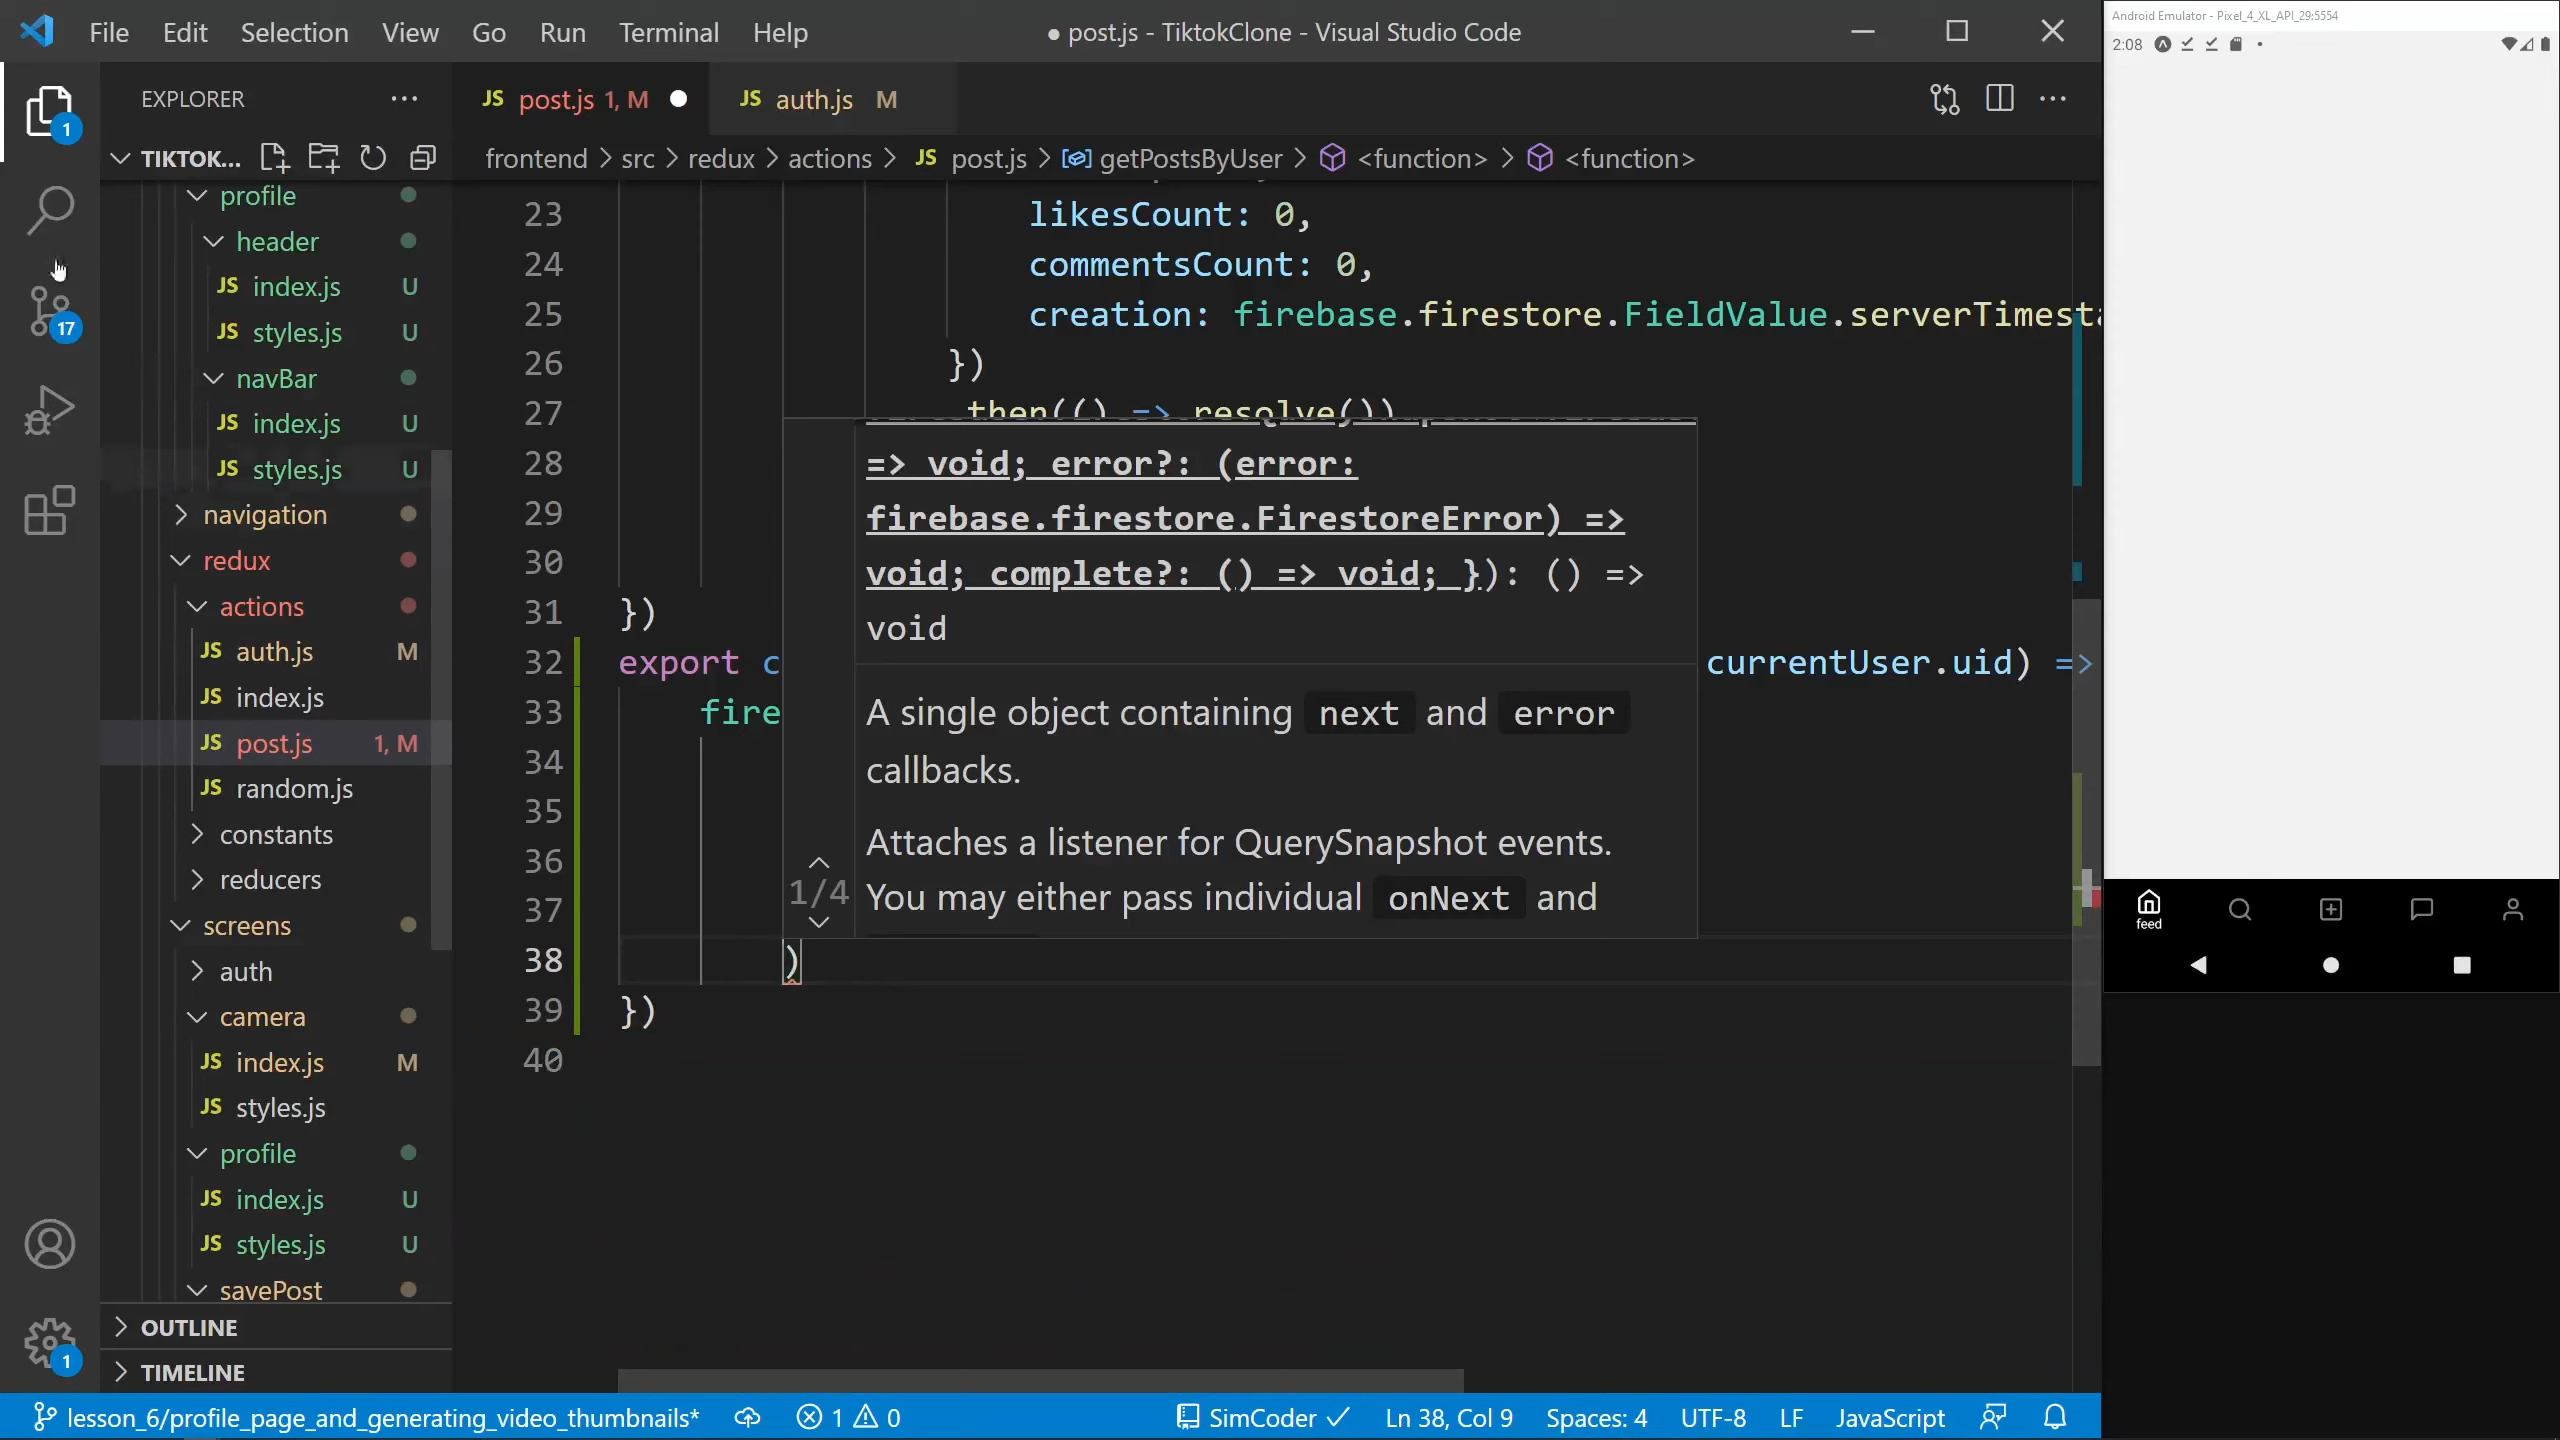 File Edit Selection View Go Run Terminal Help
● post.js - TiktokClone - Visual Studio Code
Android Emulator - Pixel_4_XL_API_29:5554
2:08
EXPLORER
JS post.js 1, M
JS auth.js M
TIKTOK...
frontend > src > redux > actions > JS post.js > getPostsByUser > <function> > <function>
profile
header
JS index.js U
JS styles.js U
navBar
JS index.js U
JS styles.js U
navigation
redux
actions
JS auth.js M
JS index.js
JS post.js 1, M
JS random.js
constants
reducers
screens
auth
camera
JS index.js M
JS styles.js
profile
JS index.js U
JS styles.js U
savePost
OUTLINE
TIMELINE
1
17
1
23 likesCount: 0,
24 commentsCount: 0,
25 creation: firebase.firestore.FieldValue.serverTimesta
26 })
27 .then(() => resolve())
28
29
30
31 })
32 export c currentUser.uid) =>
33 fire
34
35
36
37
38 )
39 })
40
=> void; error?: (error:
firebase.firestore.FirestoreError) =>
void; complete?: () => void; }): () =>
void
A single object containing next and error
callbacks.
Attaches a listener for QuerySnapshot events.
1/4
You may either pass individual onNext and
feed
lesson_6/profile_page_and_generating_video_thumbnails*
1 0
SimCoder ✓
Ln 38, Col 9
Spaces: 4
UTF-8
LF
JavaScript